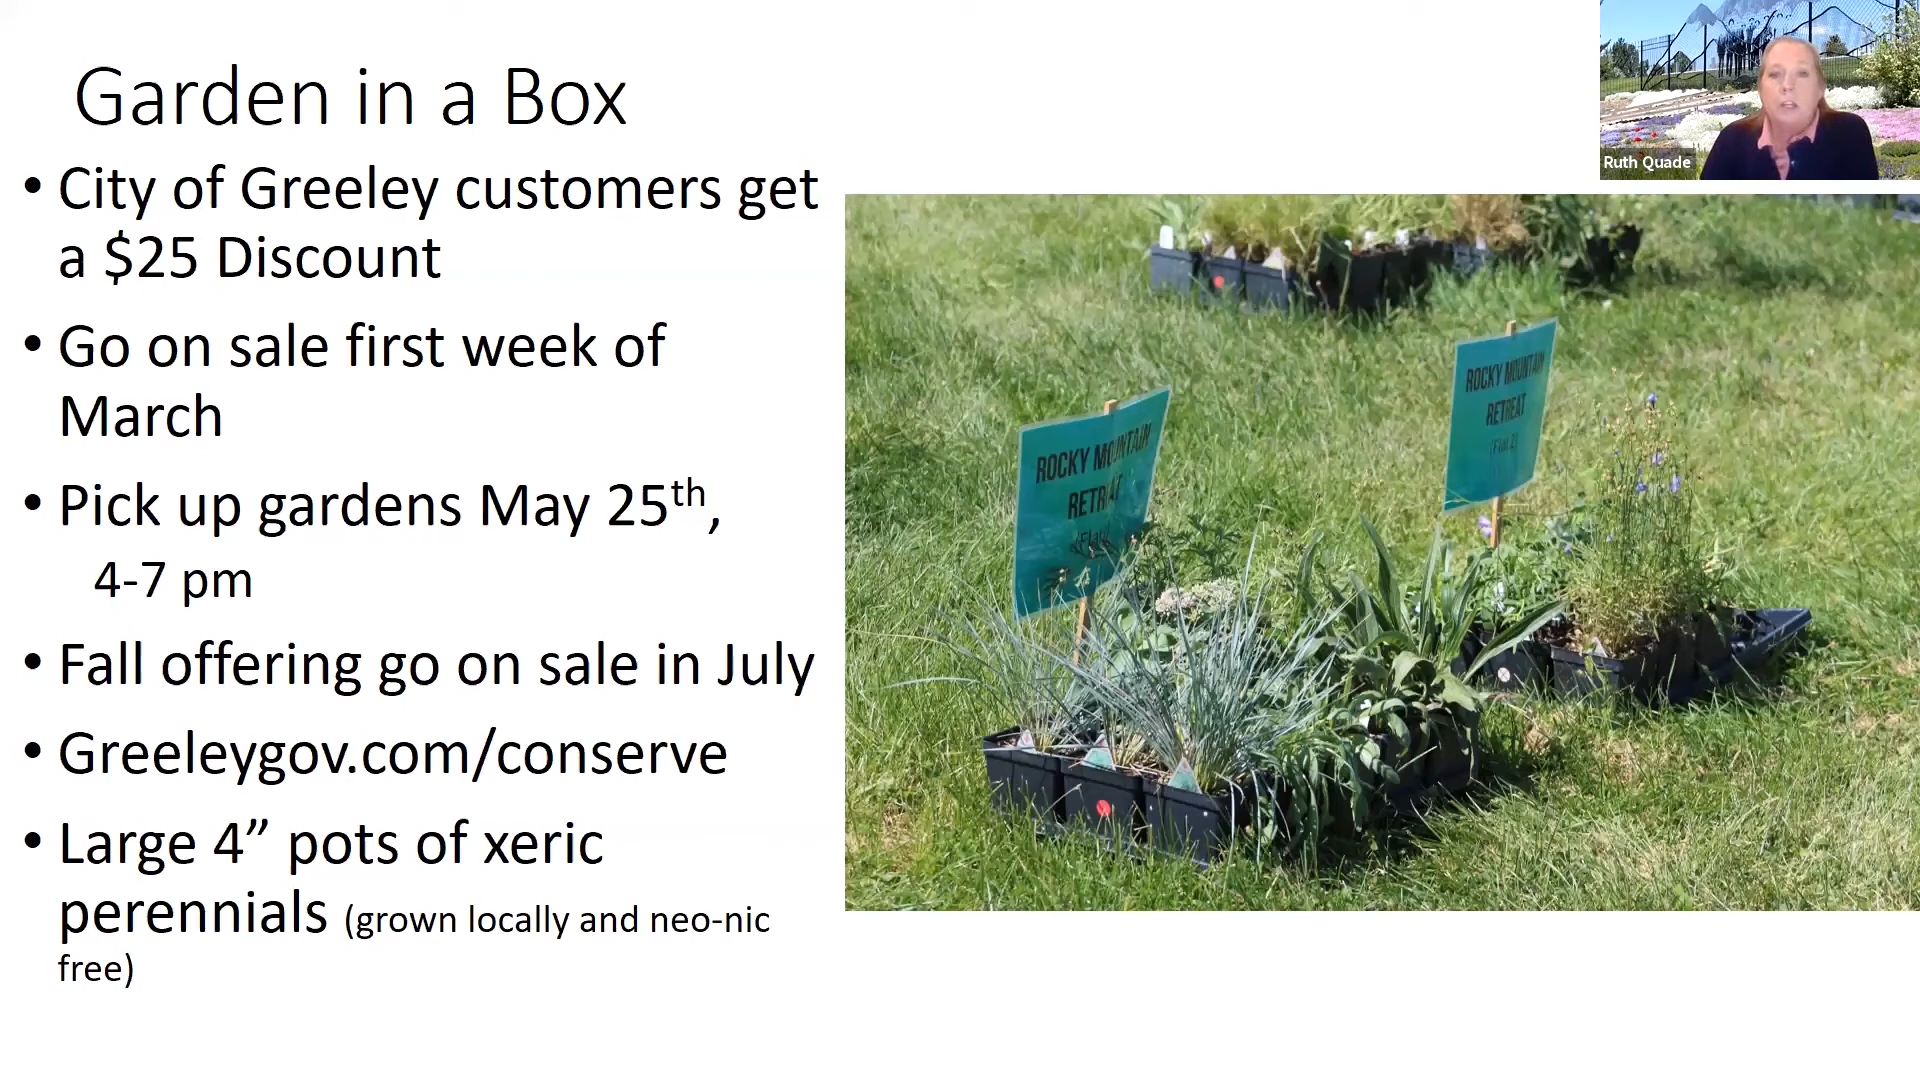 Garden in a Box
• City of Greeley customers get
a $25 Discount
• Go on sale first week of
March
• Pick up gardens May 25th,
4-7 pm
• Fall offering go on sale in July
• Greeleygov.com/conserve
• Large 4” pots of xeric
perennials (grown locally and neo-nic
free)
Ruth Quade
ROCKY MOUNTAIN
RETREAT
ROCKY MOUNTAIN
RETREAT